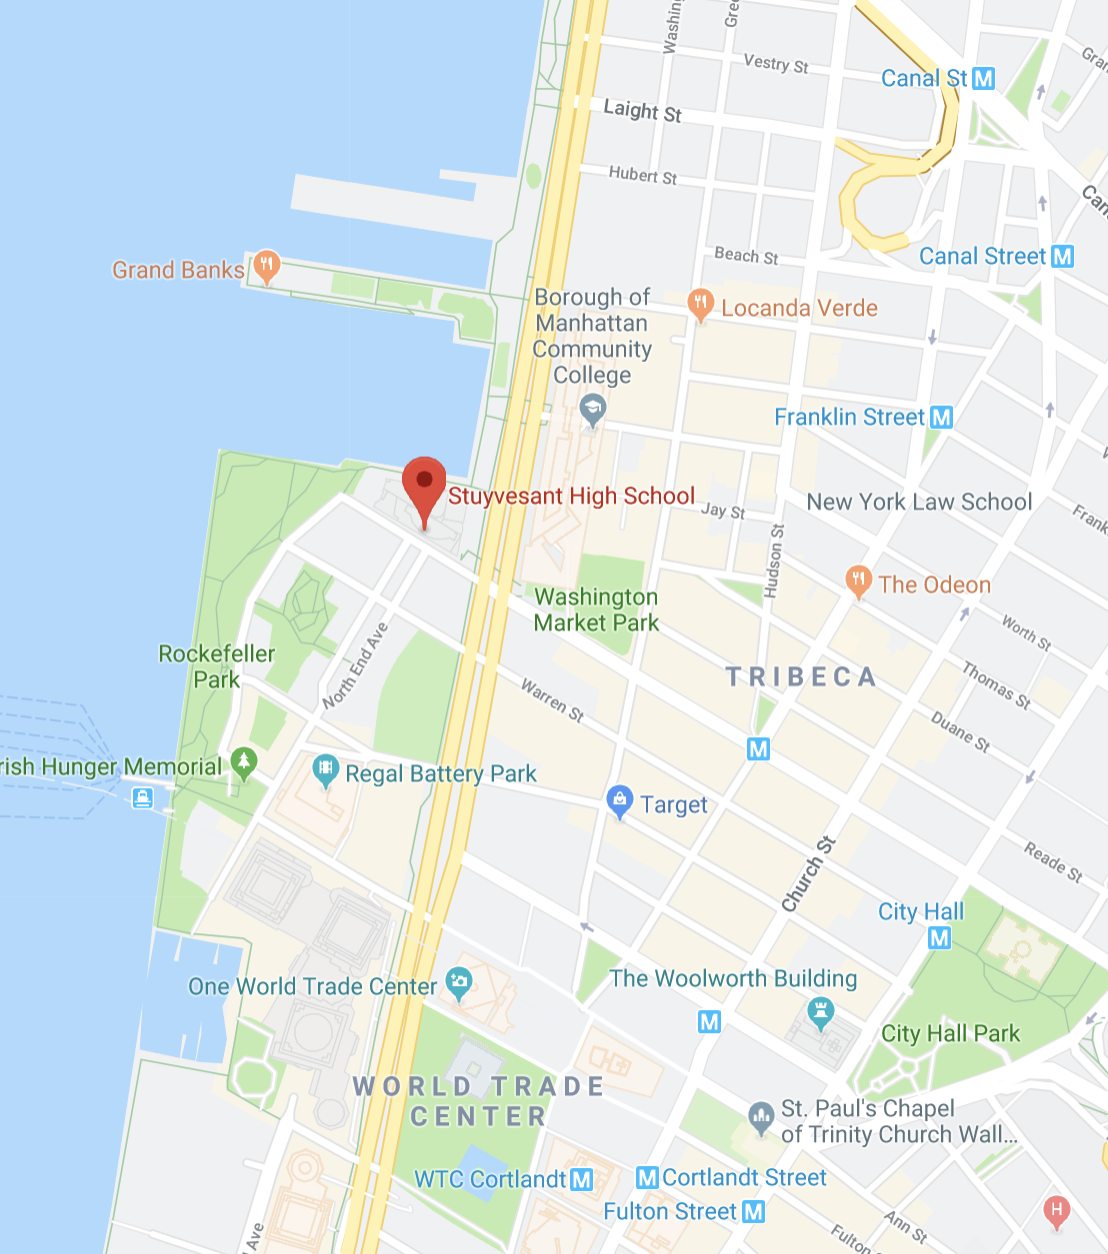 Washing
Gree
Vestry St
Canal St M
Gran
Laight St
Hubert St
Can
Beach St
Canal Street M
Grand Banks
Borough of
Manhattan
Community
College
Locanda Verde
Franklin Street M
Stuyvesant High School
New York Law School
Jay St
Hudson St
Frank
The Odeon
Washington
Market Park
Worth St
Rockefeller
Park
North End Ave
TRIBECA
Thomas St
Warren St
Duane St
M
rish Hunger Memorial
Regal Battery Park
Target
Church St
Reade St
City Hall
M
One World Trade Center
The Woolworth Building
M
City Hall Park
WORLD TRADE
CENTER
St. Paul's Chapel
of Trinity Church Wall...
WTC Cortlandt M
M Cortlandt Street
Fulton Street M
H
Ann St
Fulton
Ave